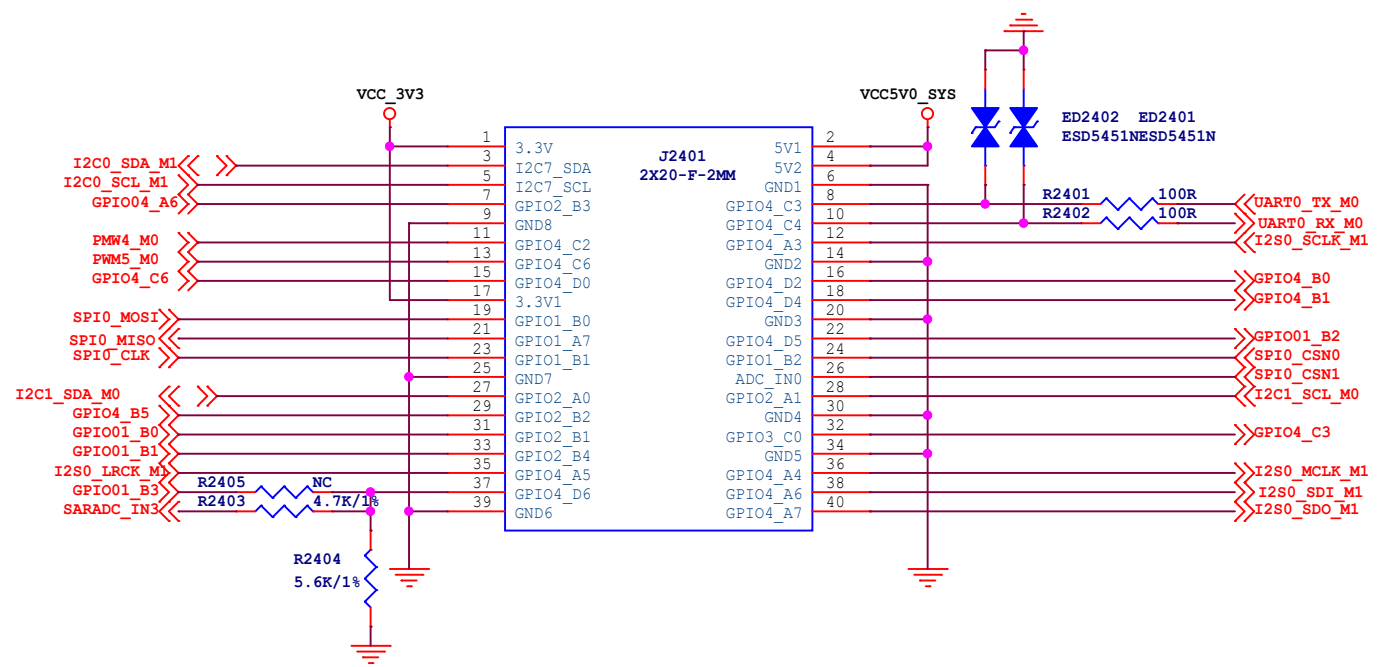 VCC_3V3
VCC5V0_SYS
ED2402 ED2401
ESD5451NESD5451N
J2401
2X20-F-2MM
I2C0_SDA_M1 3 I2C7_SDA
1 3.3V
5V1 2
5V2 4
I2C0_SCL_M1 5 I2C7_SCL
GND1 6
GPIO04_A6 7 GPIO2_B3
GPIO4_C3 8 R2401 100R UART0_TX_M0
9 GND8
GPIO4_C4 10 R2402 100R UART0_RX_M0
PMW4_M0 11 GPIO4_C2
GPIO4_A3 12 I2S0_SCLK_M1
PWM5_M0 13 GPIO4_C6
GND2 14
GPIO4_C6 15 GPIO4_D0
GPIO4_D2 16 GPIO4_B0
17 3.3V1
GPIO4_D4 18 GPIO4_B1
SPI0_MOSI 19 GPIO1_B0
GND3 20
SPI0_MISO 21 GPIO1_A7
GPIO4_D5 22 GPIO01_B2
SPI0_CLK 23 GPIO1_B1
GPIO1_B2 24 SPI0_CSN0
25 GND7
ADC_IN0 26 SPI0_CSN1
I2C1_SDA_M0 27 GPIO2_A0
GPIO2_A1 28 I2C1_SCL_M0
GPIO4_B5 29 GPIO2_B2
GND4 30
GPIO01_B0 31 GPIO2_B1
GPIO3_C0 32 GPIO4_C3
GPIO01_B1 33 GPIO2_B4
GND5 34
I2S0_LRCK_M1 35 GPIO4_A5
GPIO4_A4 36 I2S0_MCLK_M1
GPIO01_B3 R2405 NC 37 GPIO4_D6
GPIO4_A6 38 I2S0_SDI_M1
SARADC_IN3 R2403 4.7K/1% 39 GND6
GPIO4_A7 40 I2S0_SDO_M1
R2404
5.6K/1%